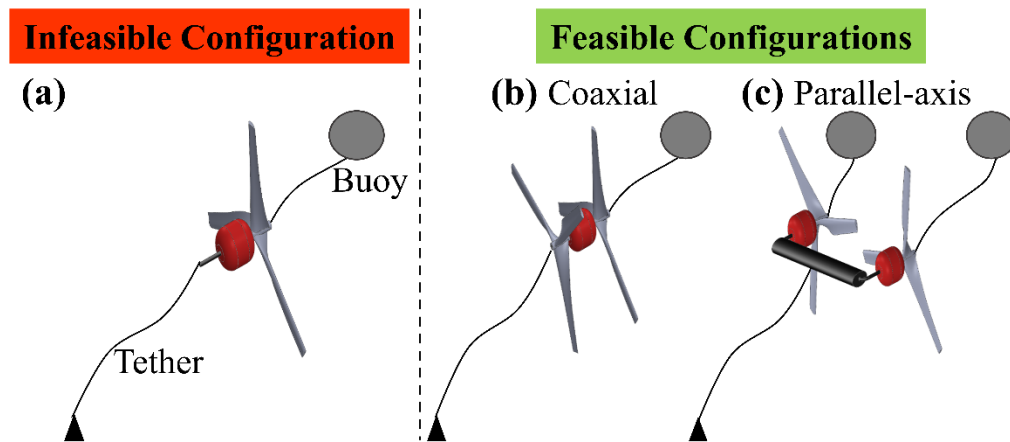 Infeasible Configuration
Feasible Configurations
(a)
(b) Coaxial
(c) Parallel-axis
Buoy
Tether